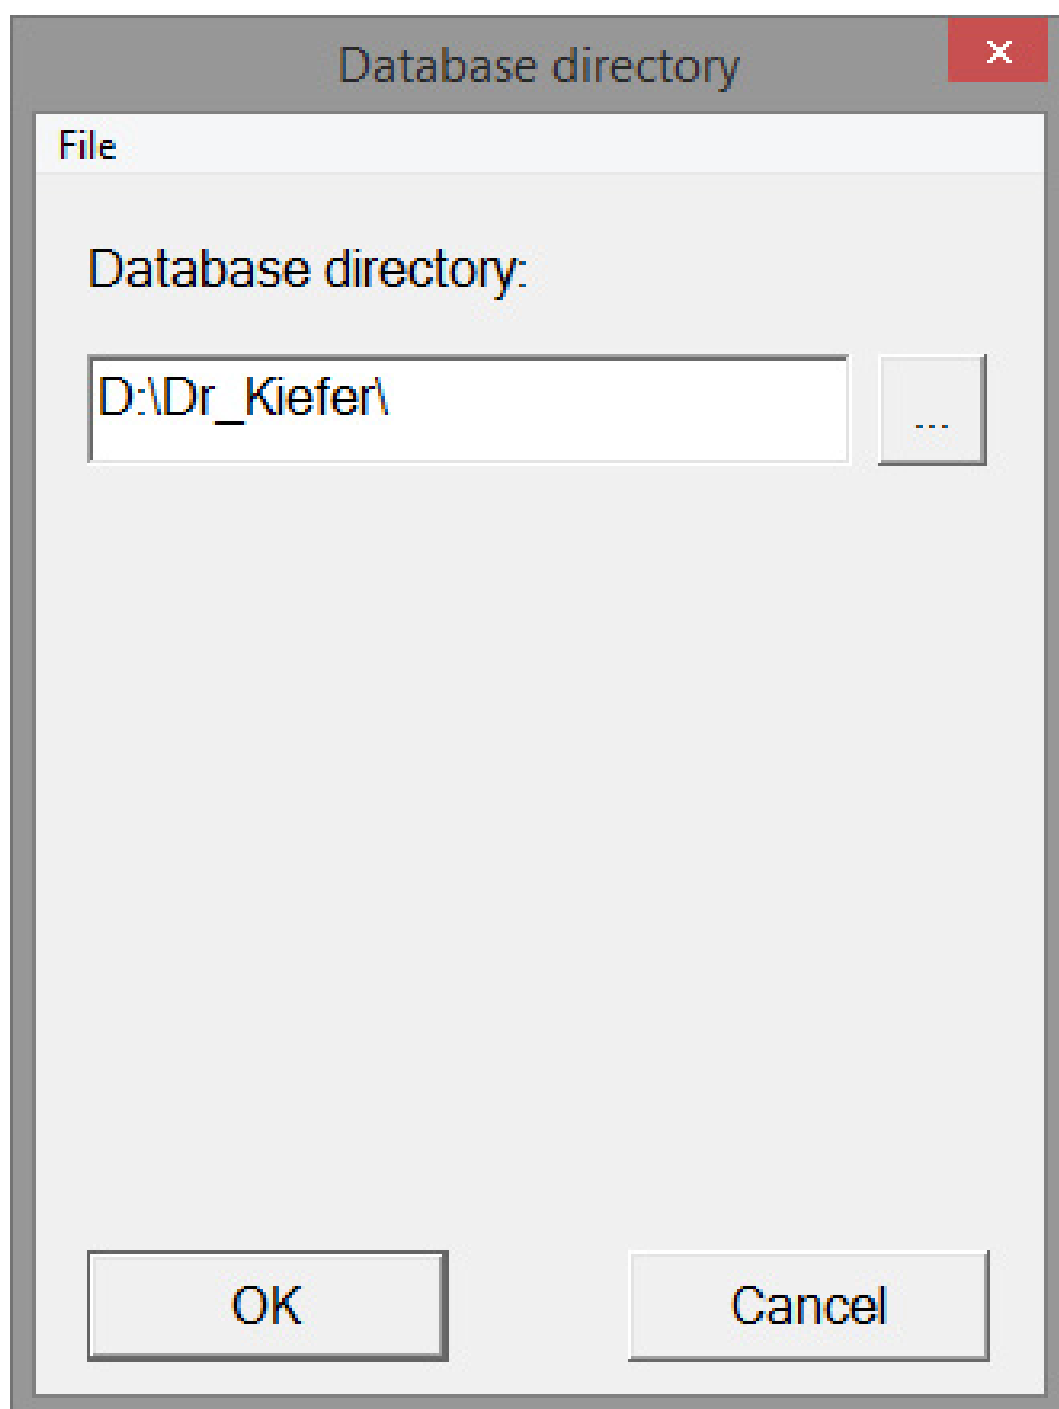 Database directory
File
Database directory:
D:\Dr_Kiefer\
...
OK
Cancel